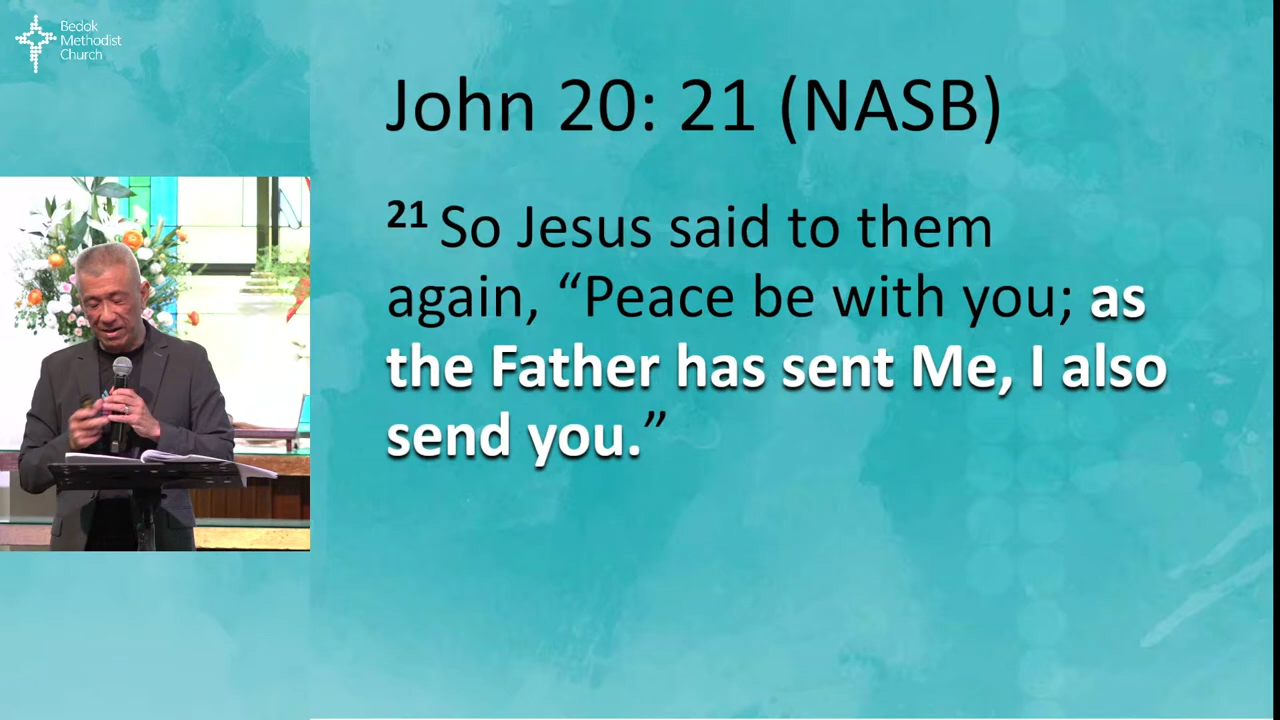 Bedok
Methodist
Church
John 20: 21 (NASB)
21 So Jesus said to them
again, “Peace be with you; as
the Father has sent Me, I also
send you.”